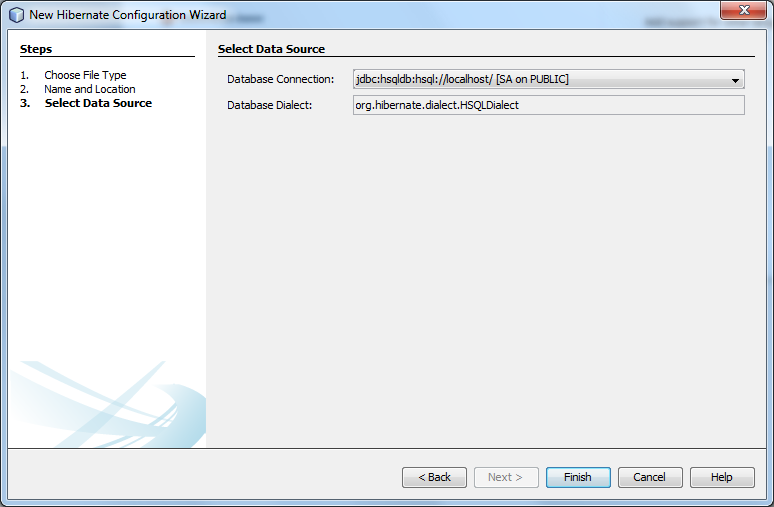 New Hibernate Configuration Wizard
Steps
1. Choose File Type
2. Name and Location
3. Select Data Source
Select Data Source
Database Connection: jdbc:hsqldb:hsql://localhost/ [SA on PUBLIC]
Database Dialect: org.hibernate.dialect.HSQLDialect
< Back Next > Finish Cancel Help